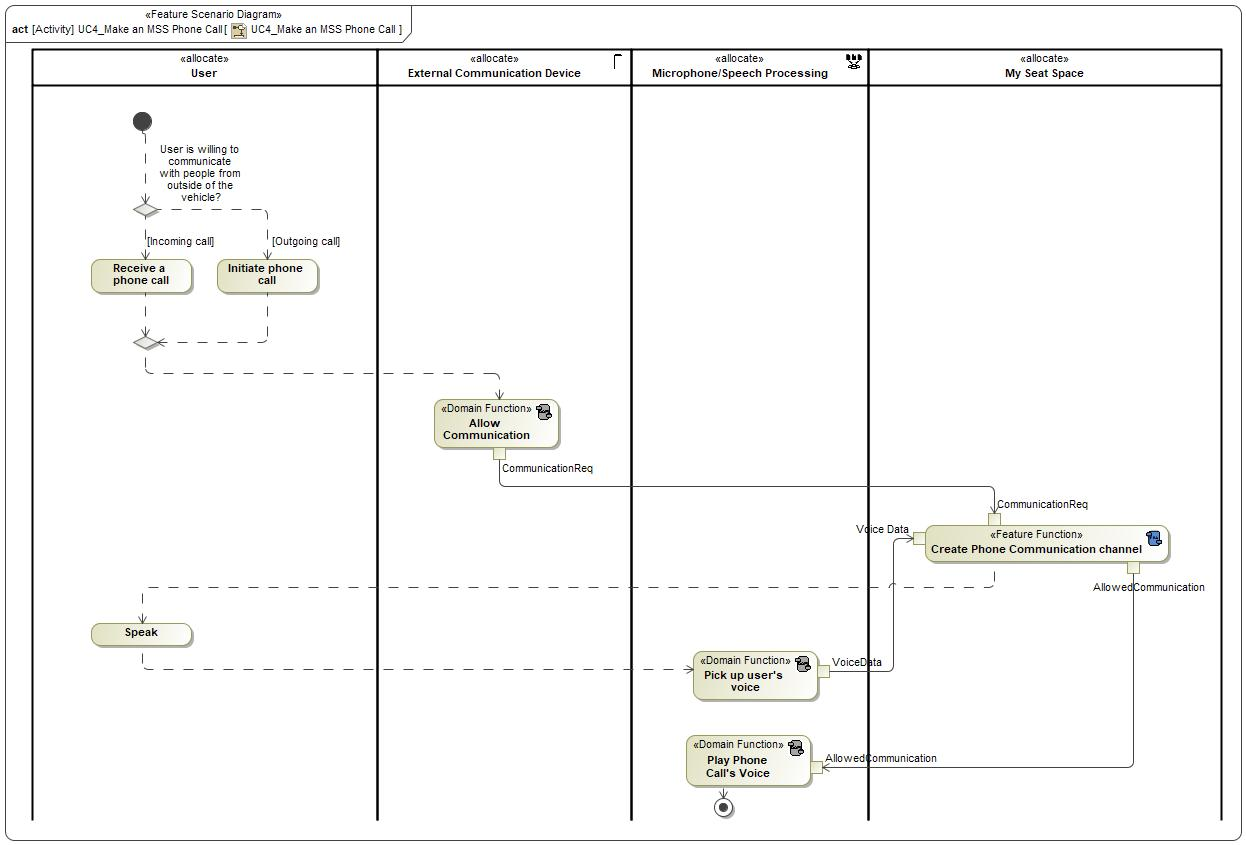 «Feature Scenario Diagram»
act [Activity] UC4_Make an MSS Phone Call[ UC4_Make an MSS Phone Call ]
«allocate»
User
«allocate»
External Communication Device
«allocate»
Microphone/Speech Processing
«allocate»
My Seat Space
User is willing to
communicate
with people from
outside of the
vehicle?
[Incoming call]
[Outgoing call]
Receive a
phone call
Initiate phone
call
«Domain Function»
Allow
Communication
CommunicationReq
CommunicationReq
Voice Data
«Feature Function»
Create Phone Communication channel
AllowedCommunication
Speak
«Domain Function»
Pick up user's
voice
VoiceData
«Domain Function»
Play Phone
Call's Voice
AllowedCommunication